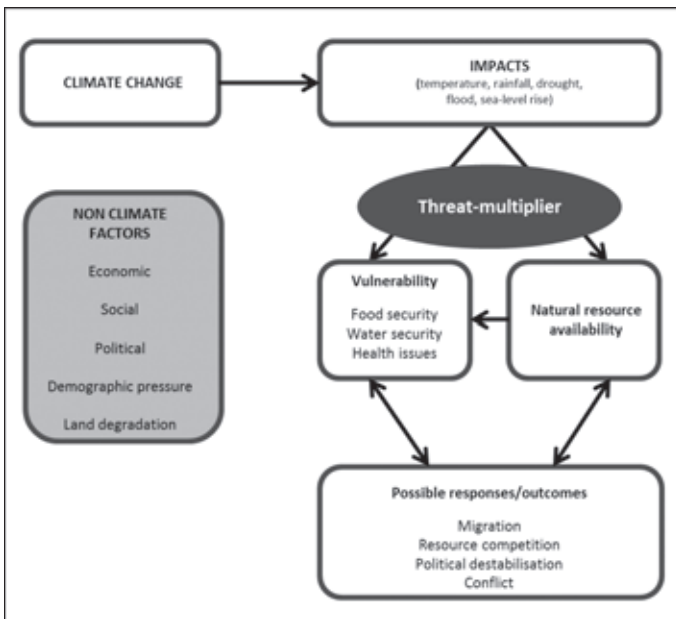 CLIMATE CHANGE
IMPACTS
(temperature, rainfall, drought,
flood, sea-level rise)
Threat-multiplier
NON CLIMATE
FACTORS
Economic
Social
Political
Demographic pressure
Land degradation
Vulnerability
Food security
Water security
Health issues
Natural resource
availability
Possible responses/outcomes
Migration
Resource competition
Political destabilisation
Conflict